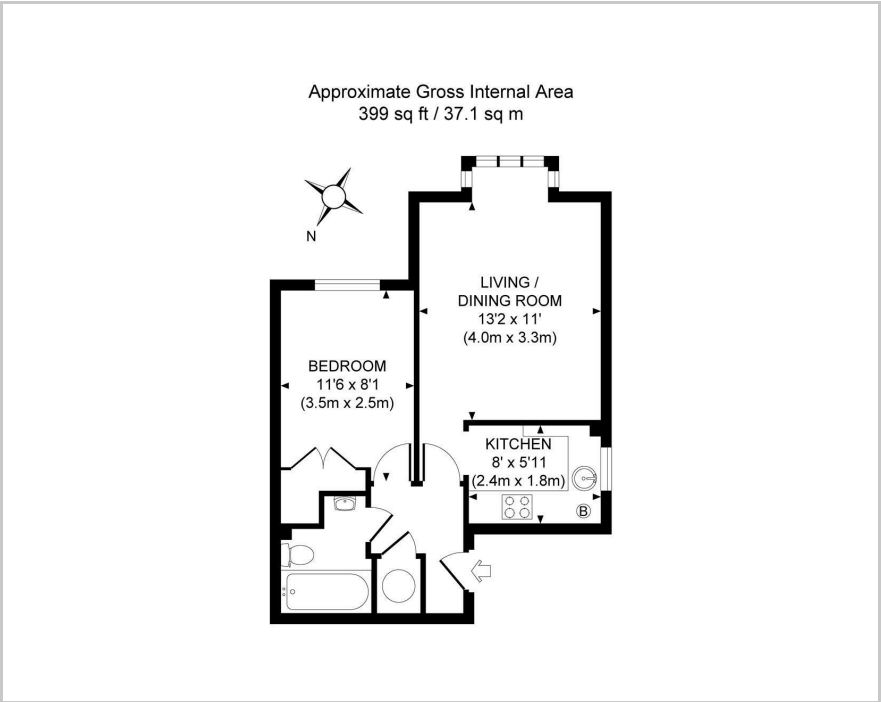 Approximate Gross Internal Area
399 sq ft / 37.1 sq m
N
LIVING /
DINING ROOM
13'2 x 11'
(4.0m x 3.3m)
BEDROOM
11'6 x 8'1
(3.5m x 2.5m)
KITCHEN
8' x 5'11
(2.4m x 1.8m)
B